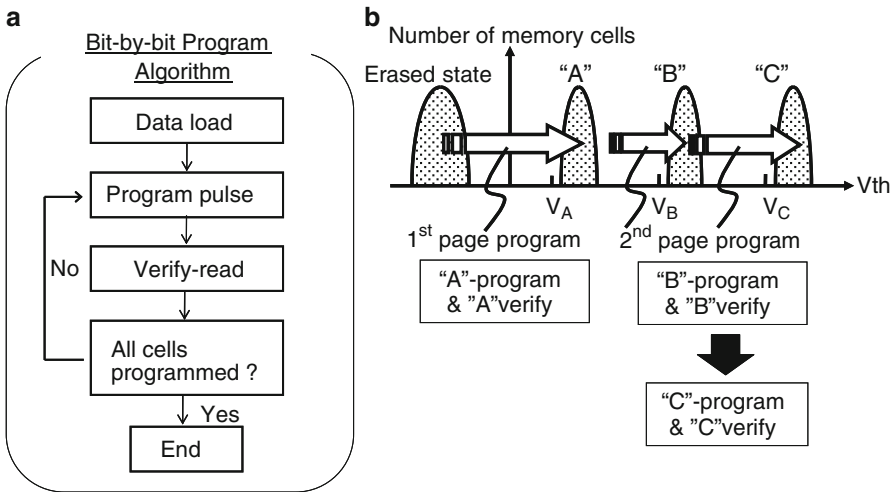 a
Bit-by-bit Program
Algorithm
Data load
Program pulse
Verify-read
No
All cells
programmed ?
Yes
End
b
Number of memory cells
Erased state
“A”
“B”
“C”
Vth
V_A
V_B
V_C
1st page program
2nd page program
“A”-program
& ”A”verify
“B”-program
& ”B”verify
“C”-program
& ”C”verify